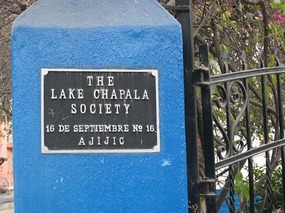 THE
LAKE CHAPALA
SOCIETY
16 DE SEPTIEMBRE Nº 16
AJIJIC